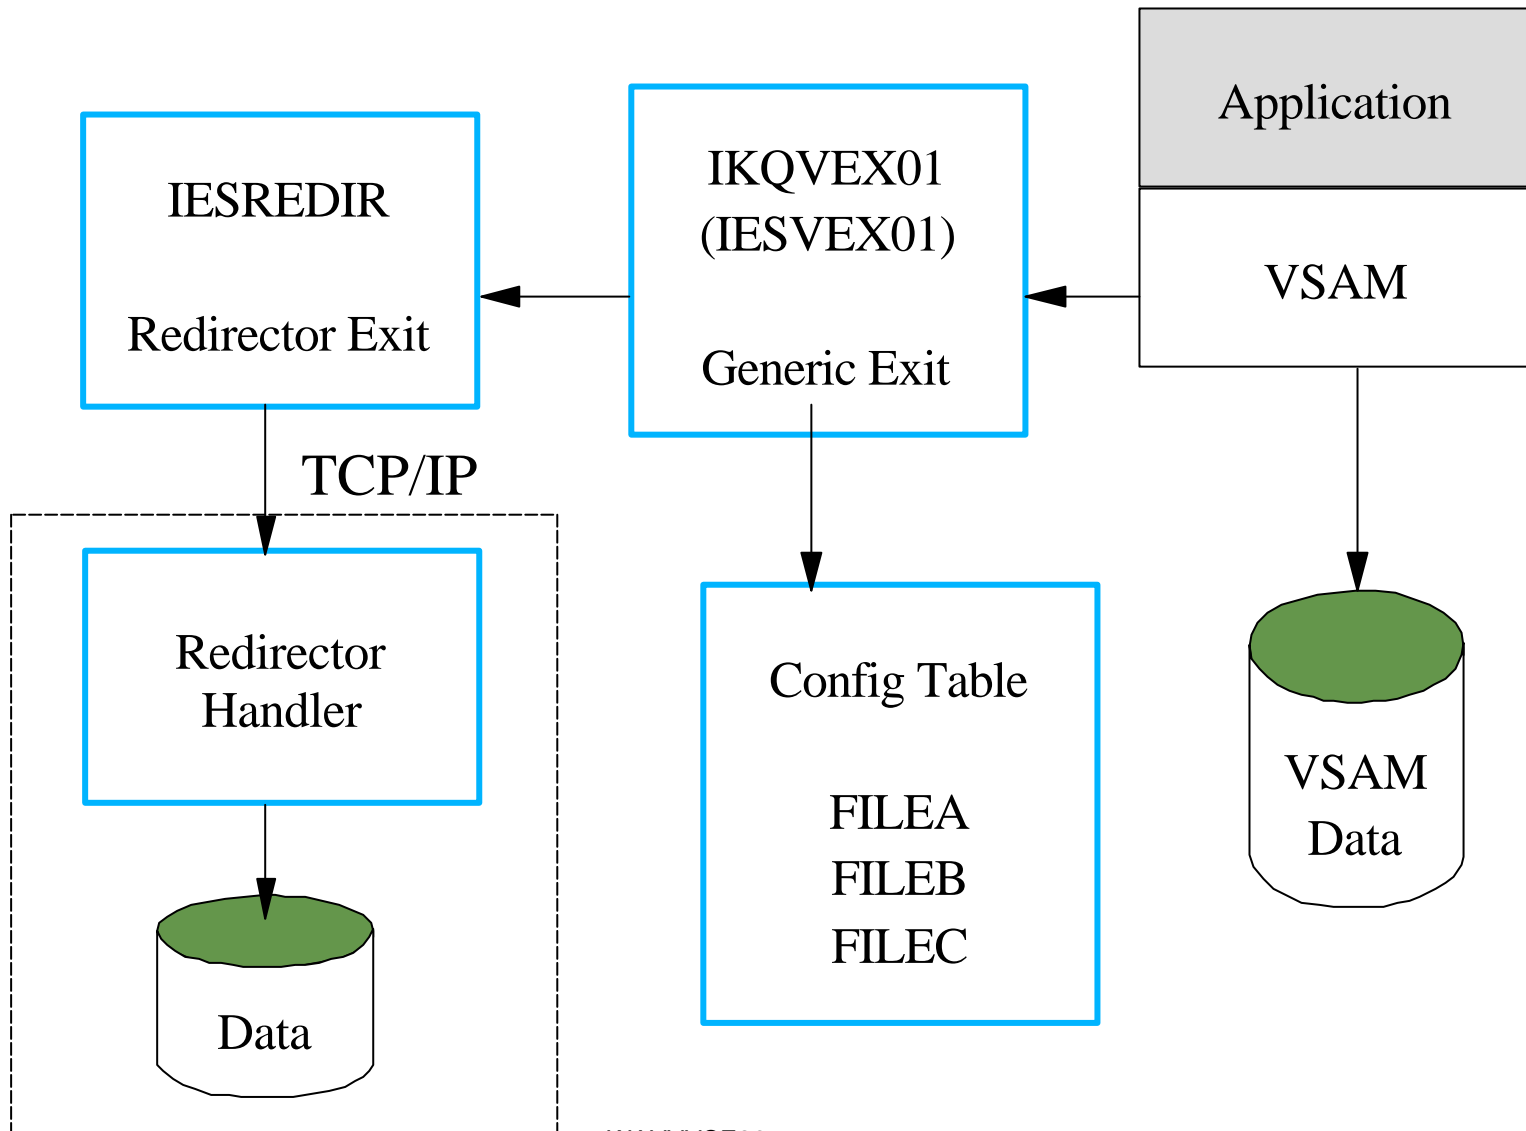 Application
VSAM
IKQVEX01
(IESVEX01)
Generic Exit
IESREDIR
Redirector Exit
TCP/IP
Redirector
Handler
Data
Config Table
FILEA
FILEB
FILEC
VSAM
Data